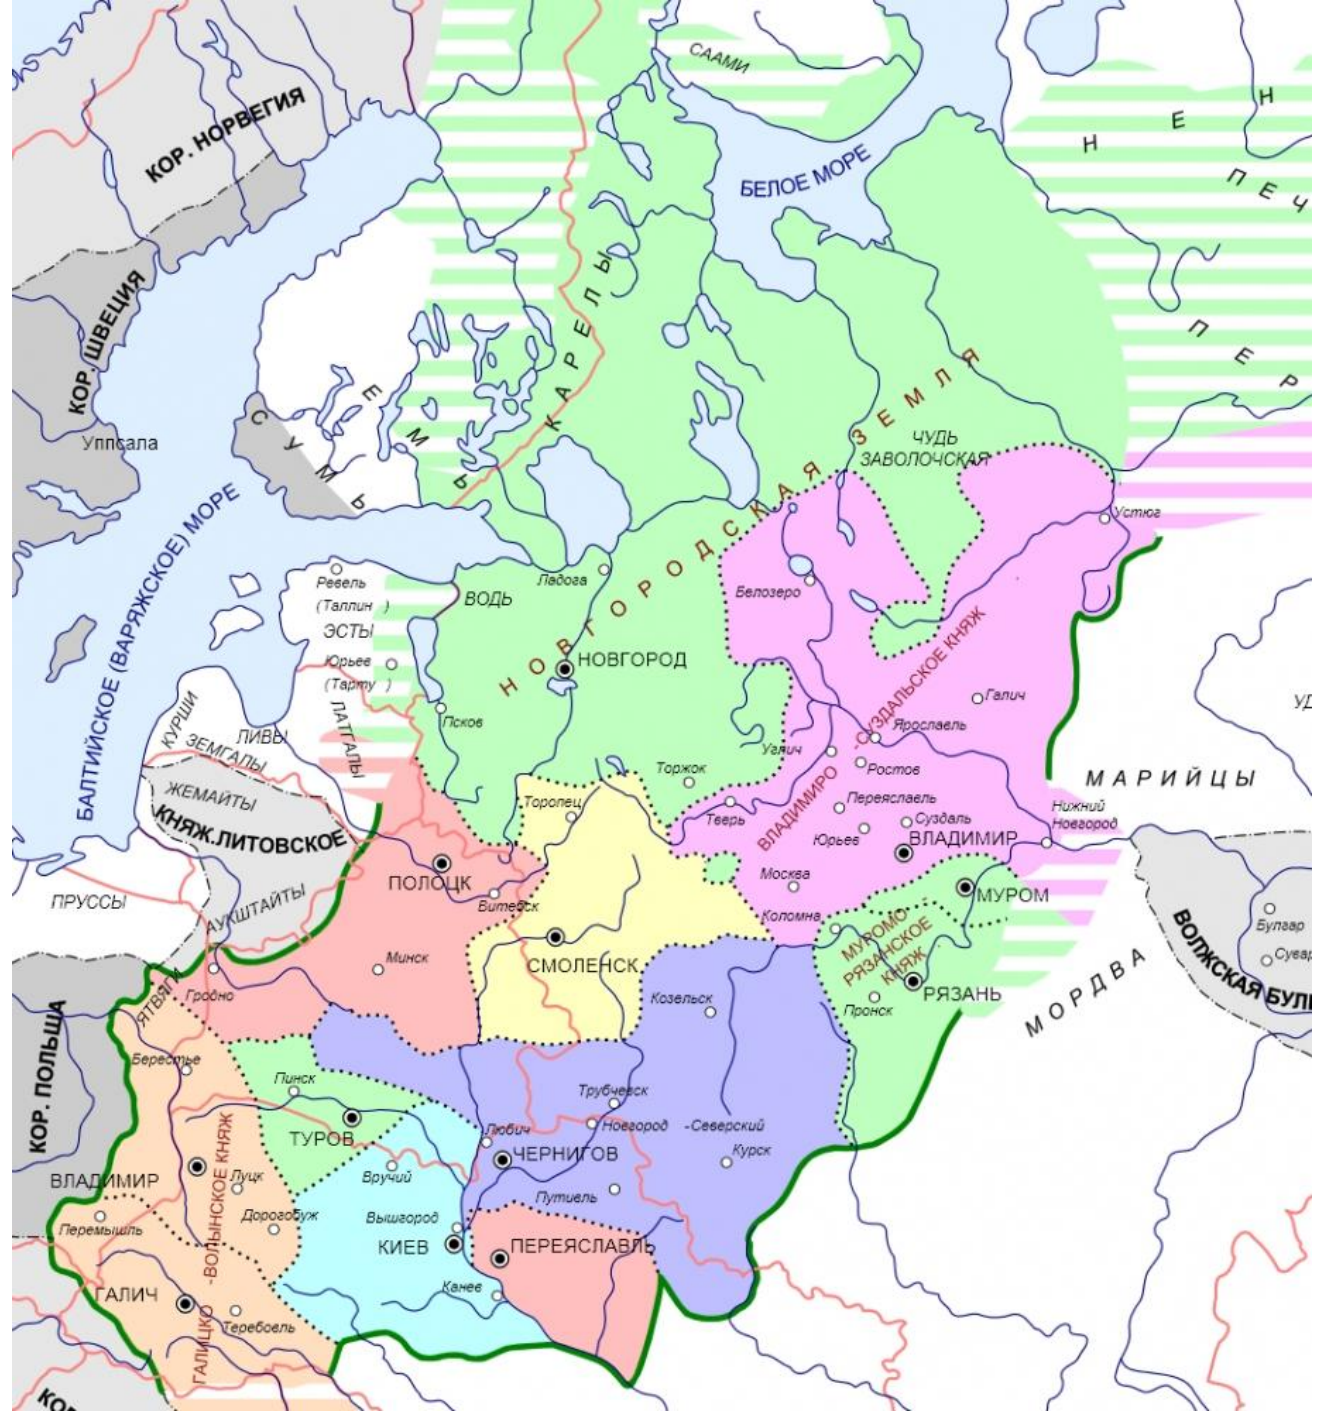 СААМИ
КОР. НОРВЕГИЯ
БЕЛОЕ МОРЕ
Н Е Н
П Е Ч
П Е Р
КОР. ШВЕЦИЯ
Уппсала
КАРЕЛЫ
ЕМЬ
СУМЬ
НОВГОРОДСКАЯ ЗЕМЛЯ
ЧУДЬ
ЗАВОЛОЧСКАЯ
БАЛТИЙСКОЕ (ВАРЯЖСКОЕ) МОРЕ
Устюг
Ревель
(Таллин )
ЭСТЫ
Юрьев
(Тарту )
ВОДЬ
Ладога
Белозеро
НОВГОРОД
Псков
КУРШИ
ЗЕМГАЛЫ
ЛИВЫ
ЛАТГАЛЫ
Галич
Ярославль
Углич
Ростов
Торжок
Тверь
Переяславль
Юрьев
Суздаль
ВЛАДИМИР
ВЛАДИМИРО -СУЗДАЛЬСКОЕ КНЯЖ
Нижний
Новгород
МАРИЙЦЫ
УД
ЖЕМАЙТЫ
КНЯЖ.ЛИТОВСКОЕ
АУКШТАЙТЫ
ПРУССЫ
Торопец
ПОЛОЦК
Витебск
Москва
Коломна
МУРОМ
МУРОМО
РЯЗАНСКОЕ
КНЯЖ
РЯЗАНЬ
Пронск
МОРДВА
ВОЛЖСКАЯ БУЛ
Булгар
Сувар
СМОЛЕНСК
Минск
Гродно
ЯТВЯГИ
Козельск
КОР. ПОЛЬША
Берестье
Пинск
ТУРОВ
Трубчевск
Новгород -Северский
Любич
ЧЕРНИГОВ
Курск
Путивль
ВЛАДИМИР
Луцк
Вручий
Дорогобуж
Перемышль
Вышгород
КИЕВ
ПЕРЕЯСЛАВЛЬ
Канев
ГАЛИЧ
Теребовль
ГАЛИЦКО -ВОЛЫНСКОЕ КНЯЖ
КОР